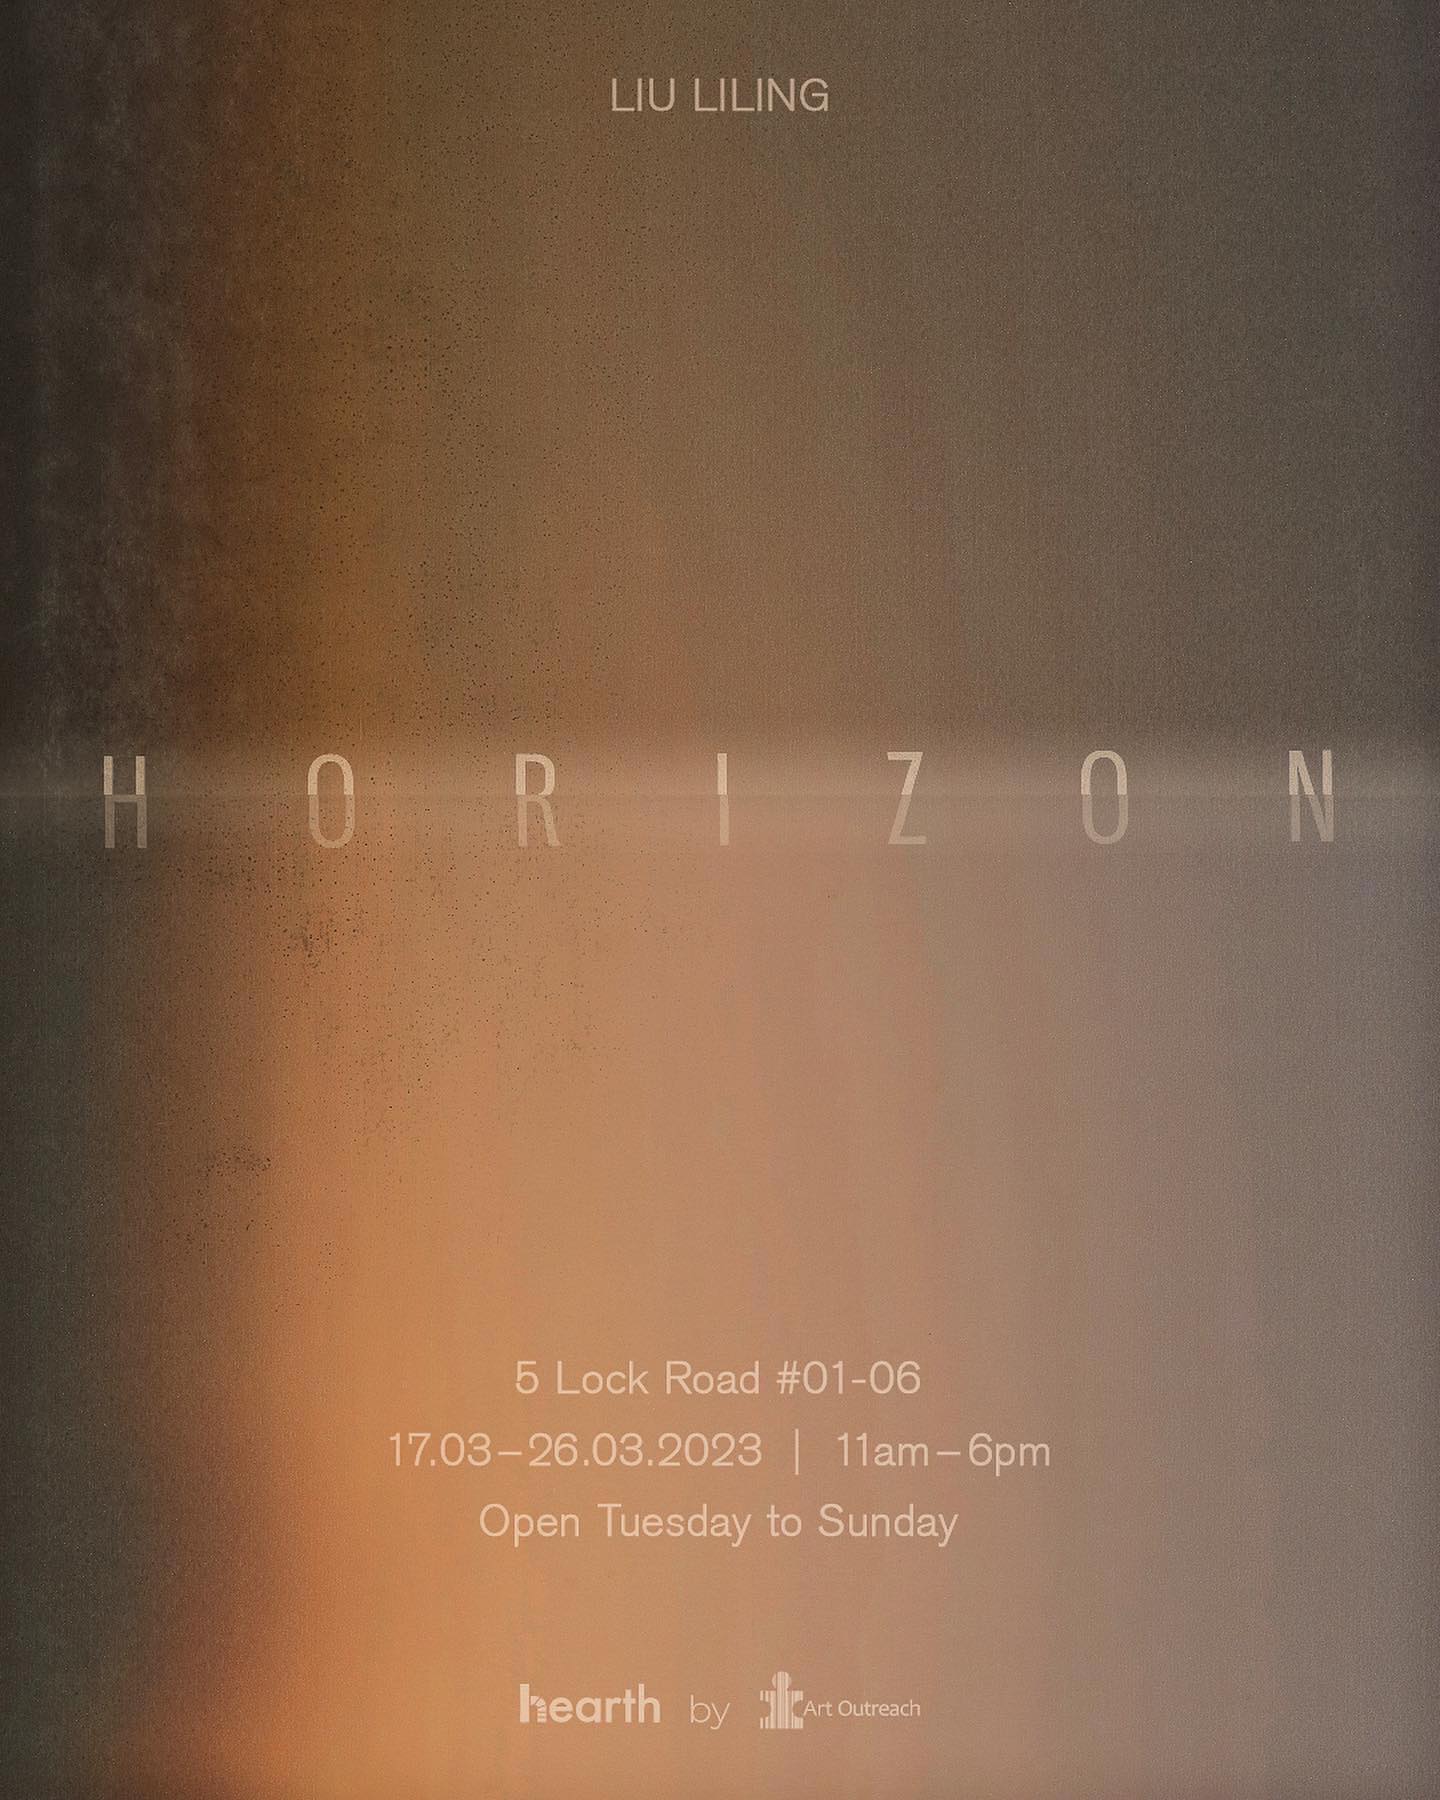 LIU LILING
HORIZON
5 Lock Road #01-06
17.03–26.03.2023 | 11am–6pm
Open Tuesday to Sunday
hearth by Art Outreach